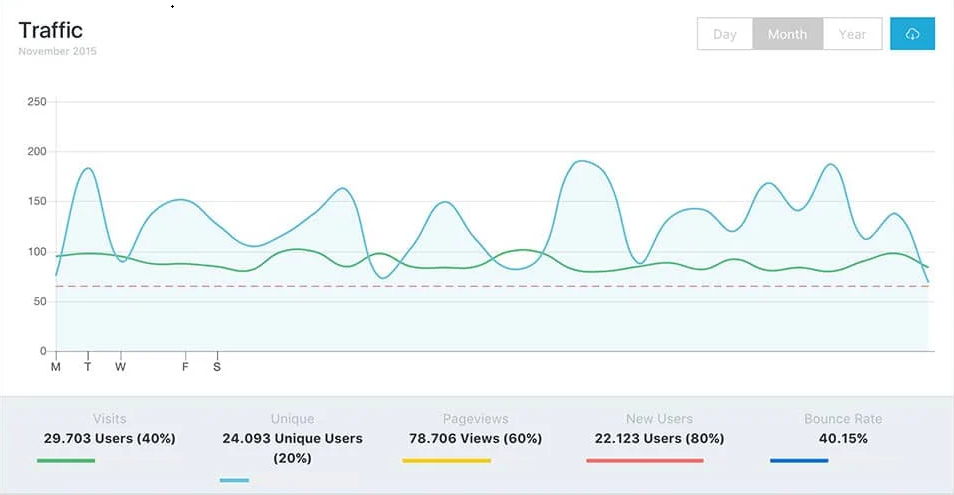 Traffic
November 2015
Day Month Year
250
200
150
100
50
0
M T W F S
Visits
29.703 Users (40%)
Unique
24.093 Unique Users
(20%)
Pageviews
78.706 Views (60%)
New Users
22.123 Users (80%)
Bounce Rate
40.15%